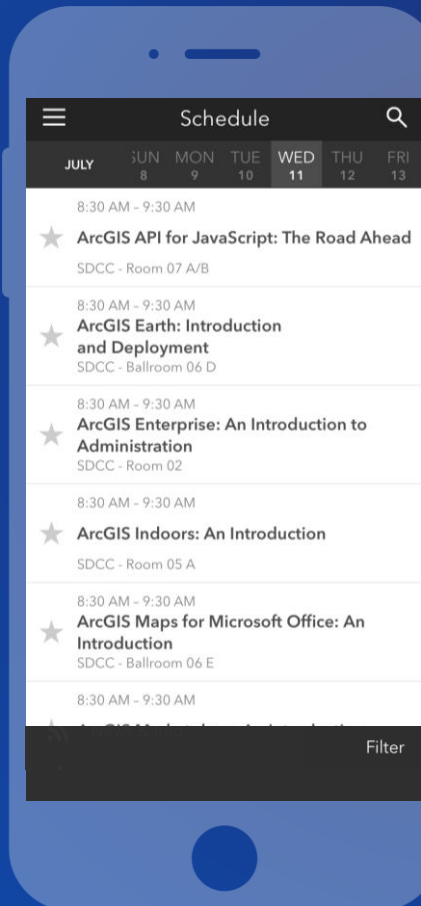 Schedule
JULY
SUN MON TUE WED THU FRI
8 9 10 11 12 13
8:30 AM - 9:30 AM
ArcGIS API for JavaScript: The Road Ahead
SDCC - Room 07 A/B
8:30 AM - 9:30 AM
ArcGIS Earth: Introduction
and Deployment
SDCC - Ballroom 06 D
8:30 AM - 9:30 AM
ArcGIS Enterprise: An Introduction to
Administration
SDCC - Room 02
8:30 AM - 9:30 AM
ArcGIS Indoors: An Introduction
SDCC - Room 05 A
8:30 AM - 9:30 AM
ArcGIS Maps for Microsoft Office: An
Introduction
SDCC - Ballroom 06 E
8:30 AM - 9:30 AM
Filter